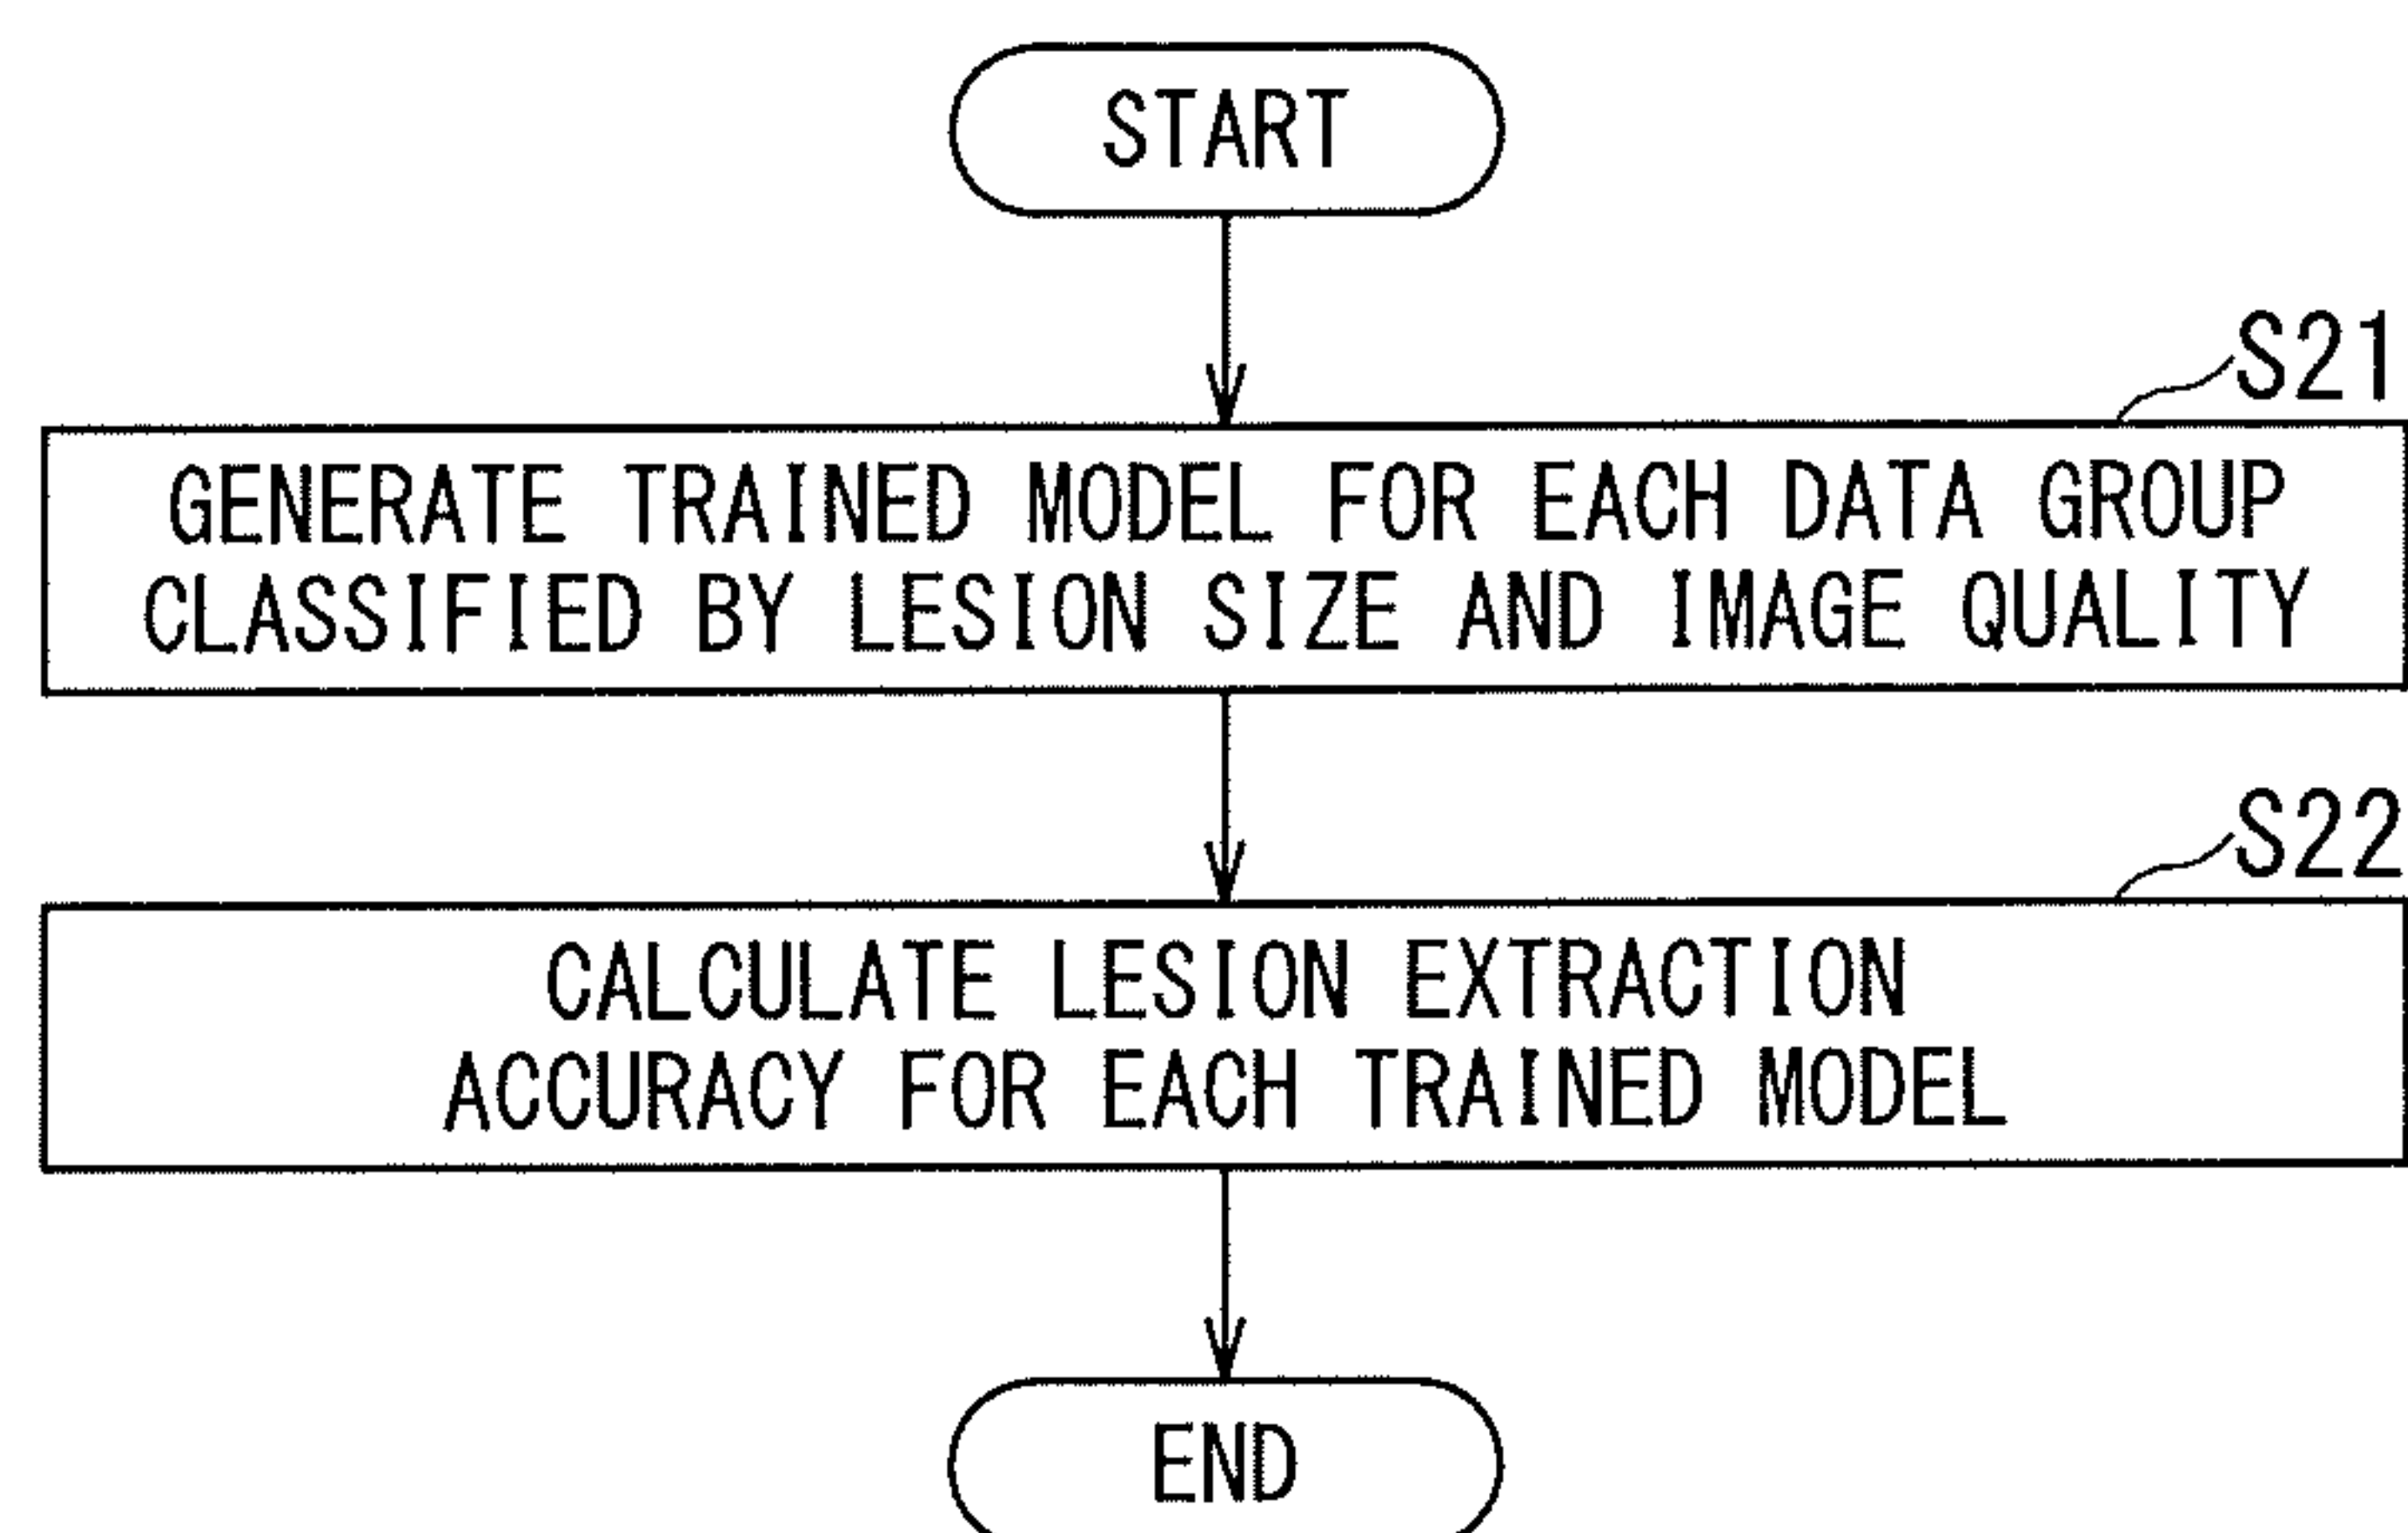 START
S21
GENERATE TRAINED MODEL FOR EACH DATA GROUP
CLASSIFIED BY LESION SIZE AND IMAGE QUALITY
S22
CALCULATE LESION EXTRACTION
ACCURACY FOR EACH TRAINED MODEL
END